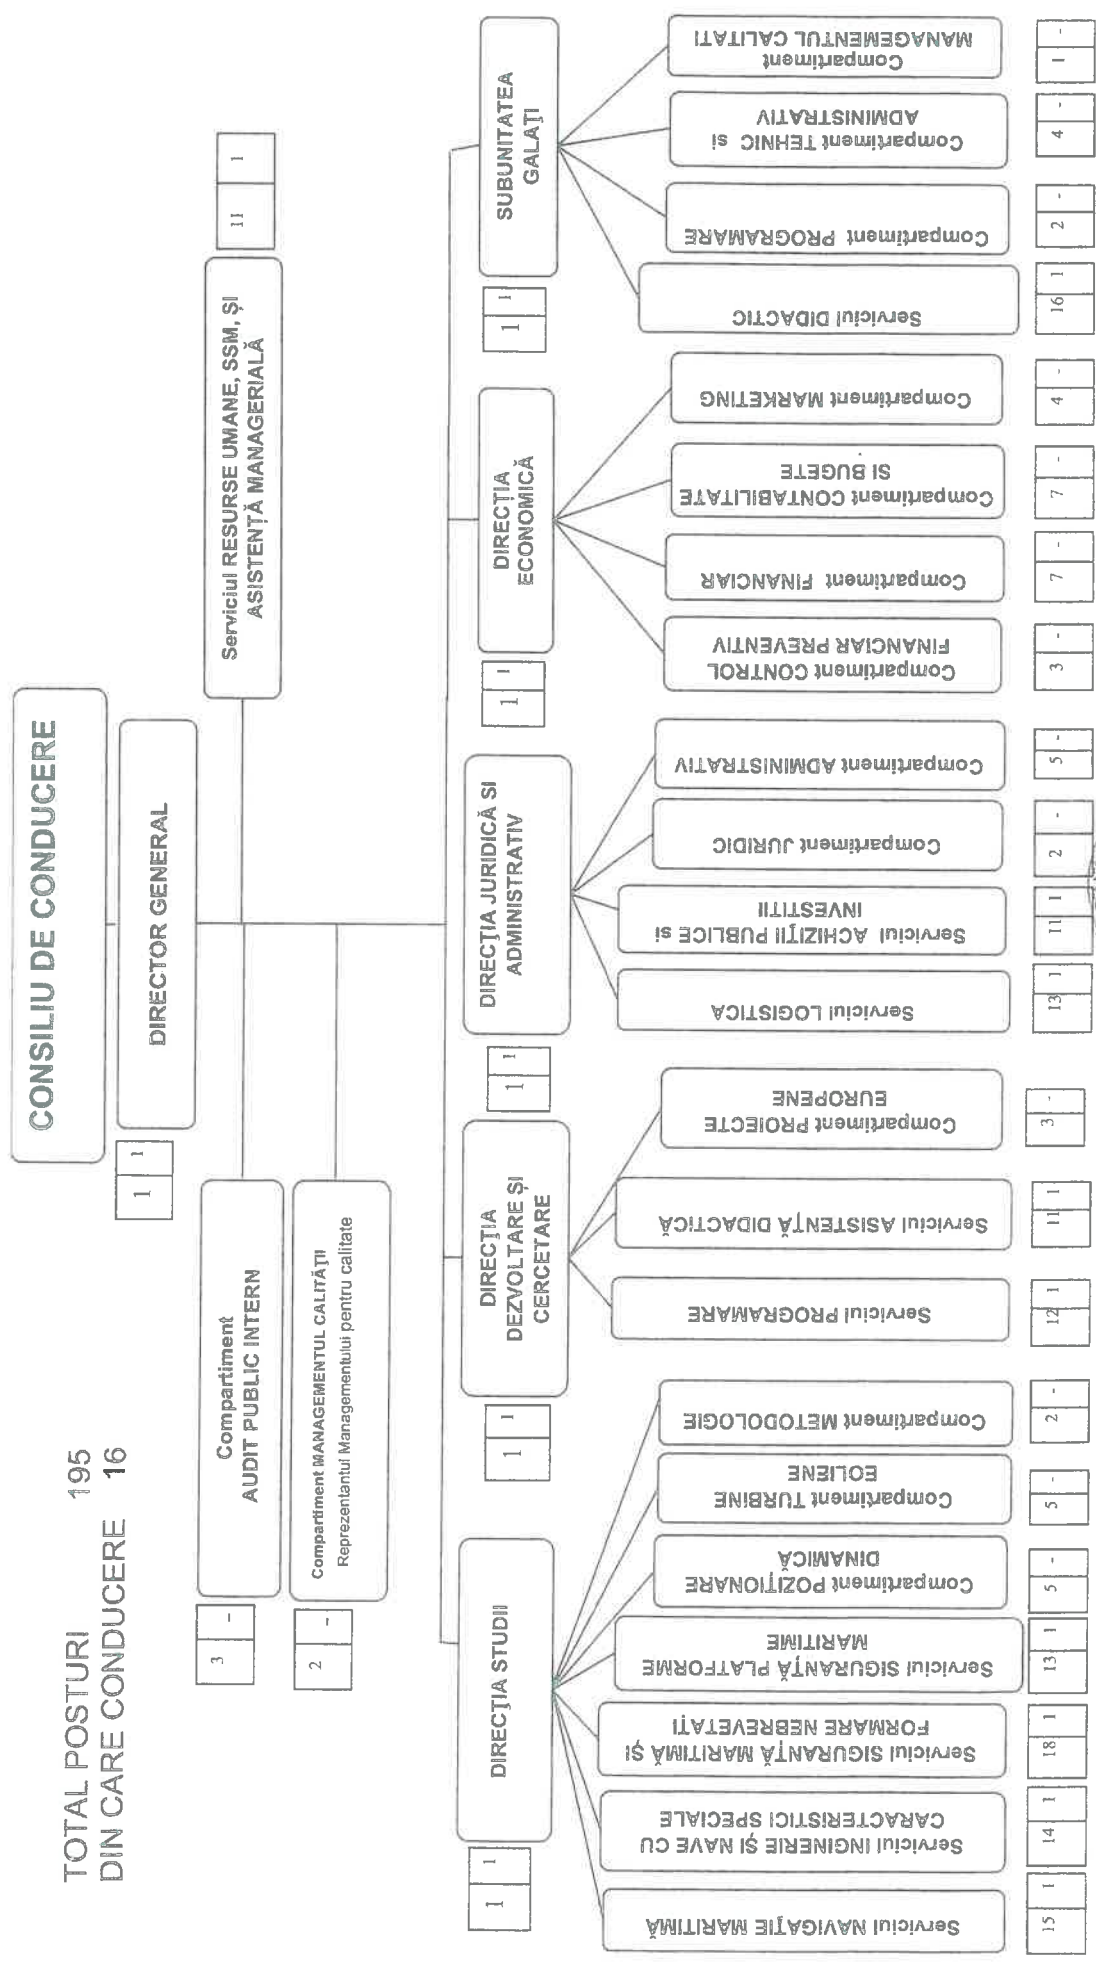 TOTAL POSTURI 195
DIN CARE CONDUCERE 16
CONSILIU DE CONDUCERE
DIRECTOR GENERAL
1 1
Compartiment
AUDIT PUBLIC INTERN
3 -
Compartiment MANAGEMENTUL CALITĂȚII
Reprezentantul Managementului pentru calitate
2 -
Serviciul RESURSE UMANE, SSM, ȘI
ASISTENȚĂ MANAGERIALĂ
11 1
DIRECȚIA STUDII
1 1
Serviciul NAVIGAȚIE MARITIMĂ
15 1
Serviciul INGINERIE ȘI NAVE CU
CARACTERISTICI SPECIALE
14 1
Serviciul SIGURANȚĂ MARITIMĂ ȘI
FORMARE NEBREVETAȚI
18 1
Serviciul SIGURANȚĂ PLATFORME
MARITIME
13 1
Compartiment POZIȚIONARE
DINAMICĂ
5 -
Compartiment TURBINE
EOLIENE
5 -
Compartiment METODOLOGIE
2 -
DIRECȚIA
DEZVOLTARE ȘI
CERCETARE
1 1
Serviciul PROGRAMARE
12 1
Serviciul ASISTENȚĂ DIDACTICĂ
11 1
Compartiment PROIECTE
EUROPENE
3 -
DIRECȚIA JURIDICĂ SI
ADMINISTRATIV
1 1
Serviciul LOGISTICA
13 1
Serviciul ACHIZIȚII PUBLICE si
INVESTITII
11 1
Compartiment JURIDIC
2 -
Compartiment ADMINISTRATIV
5 -
DIRECȚIA
ECONOMICĂ
1 1
Compartiment CONTROL
FINANCIAR PREVENTIV
3 -
Compartiment FINANCIAR
7 -
Compartiment CONTABILITATE
SI BUGETE
7 -
Compartiment MARKETING
4 -
SUBUNITATEA
GALAȚI
1 1
Serviciul DIDACTIC
16 1
Compartiment PROGRAMARE
2 -
Compartiment TEHNIC si
ADMINISTRATIV
4 -
Compartiment
MANAGEMENTUL CALITATI
1 -